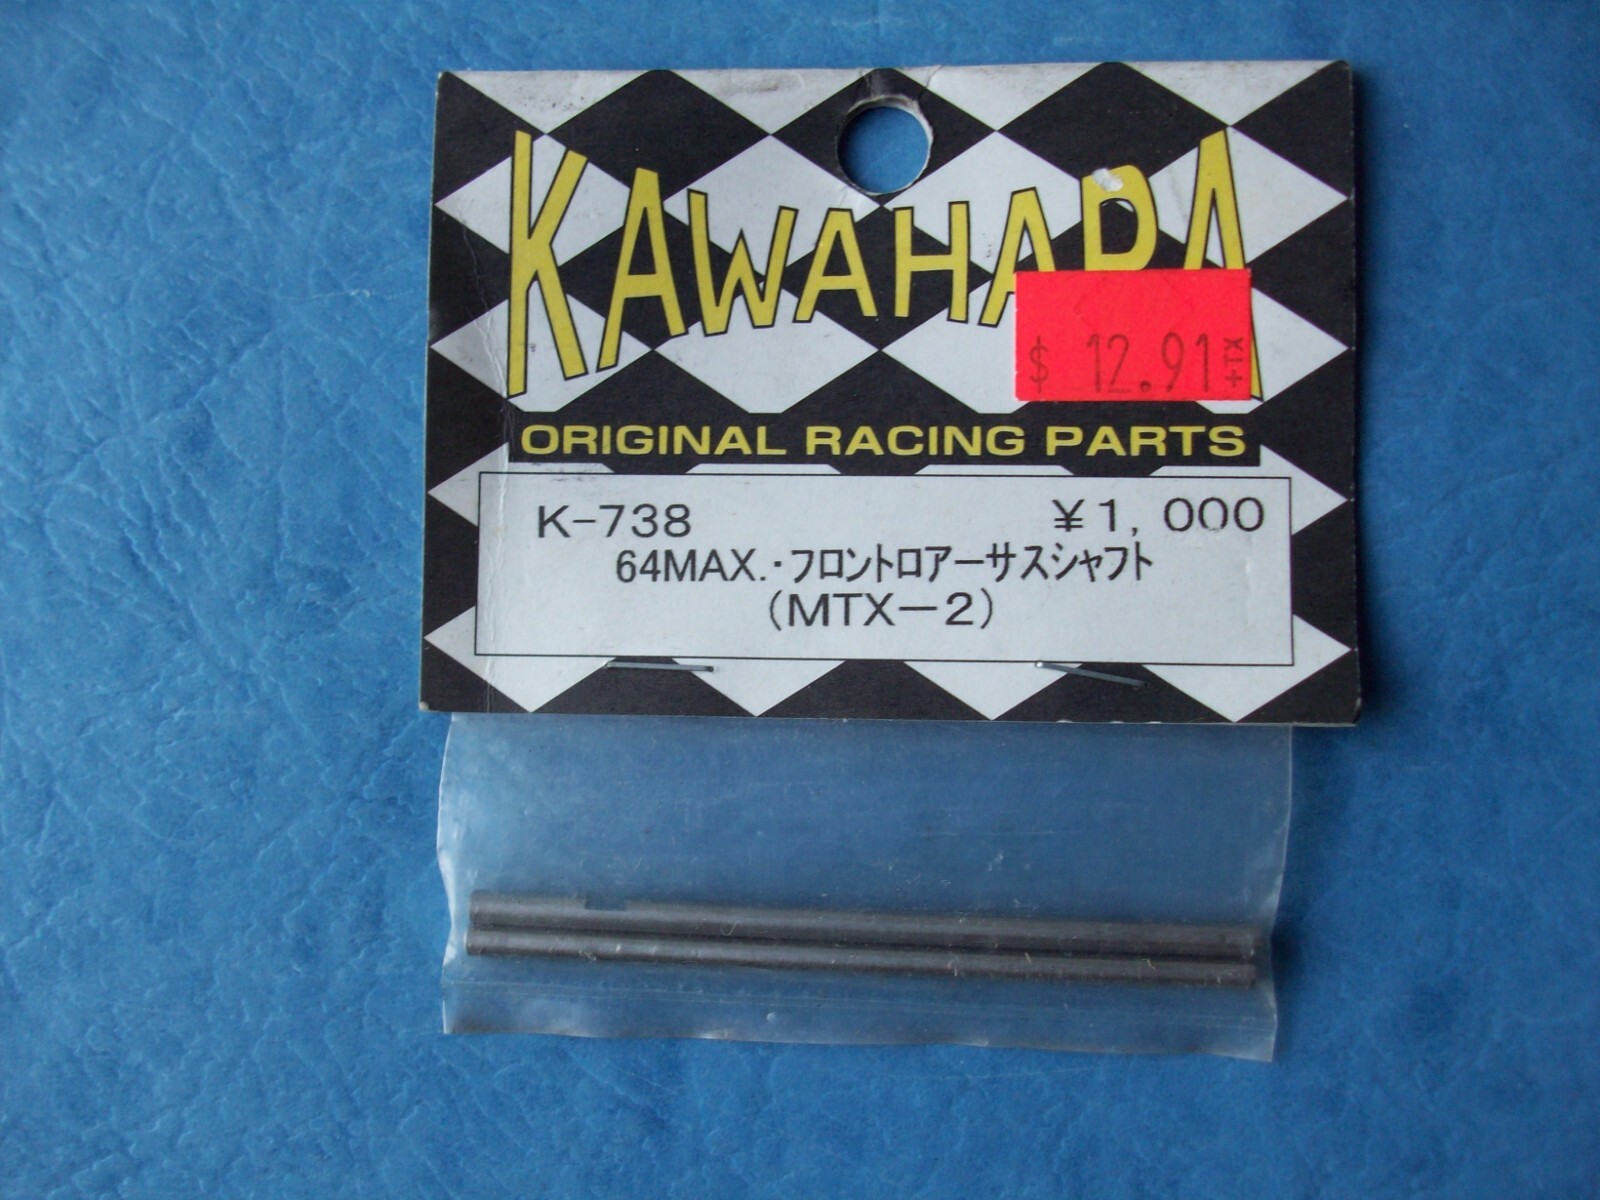 KAWAHARA
$ 12.91 +TX
ORIGINAL RACING PARTS
K-738 ¥1,000
64MAX.・フロントロアーサスシャフト
(MTX-2)